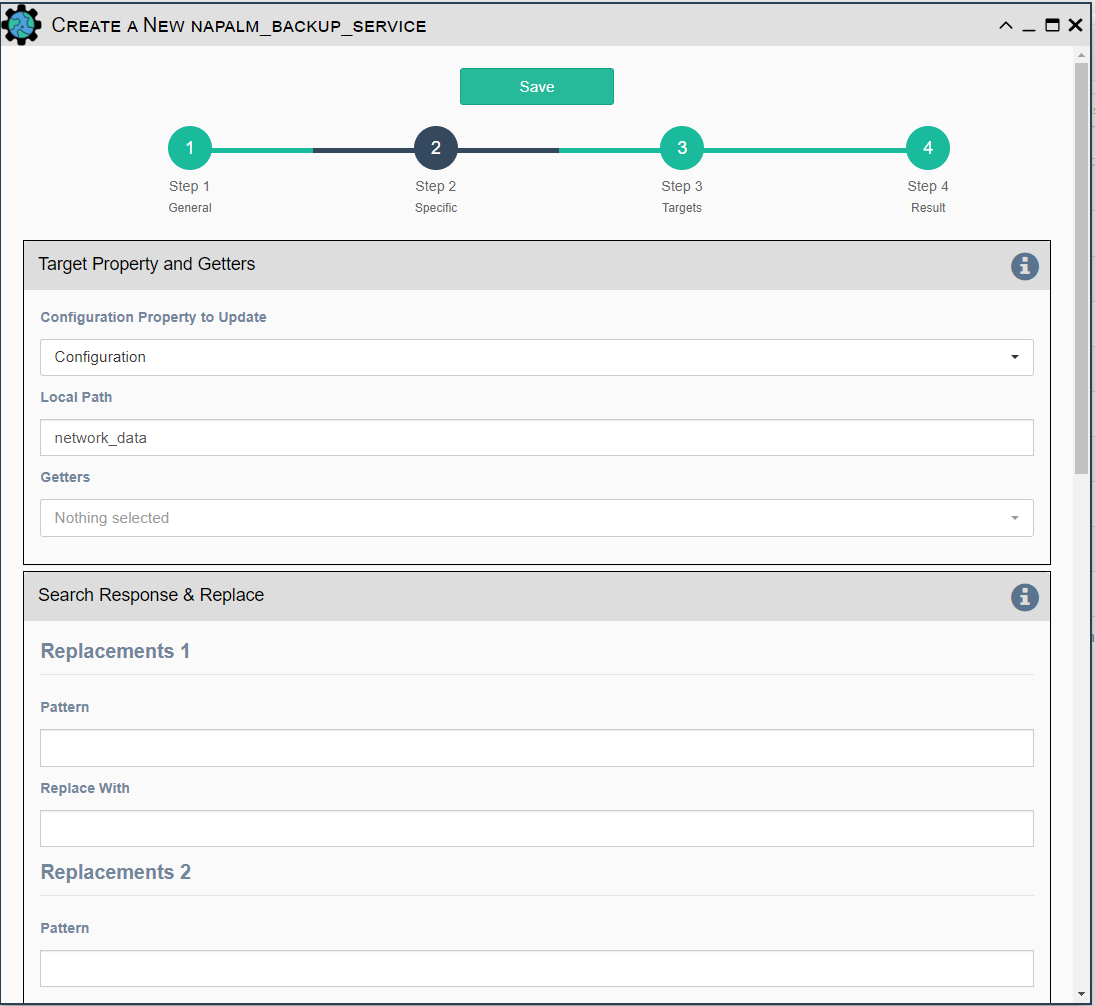 Create a New napalm_backup_service
Save
1
2
3
4
Step 1
Step 2
Step 3
Step 4
General
Specific
Targets
Result
Target Property and Getters
Configuration Property to Update
Configuration
Local Path
network_data
Getters
Nothing selected
Search Response & Replace
Replacements 1
Pattern
Replace With
Replacements 2
Pattern